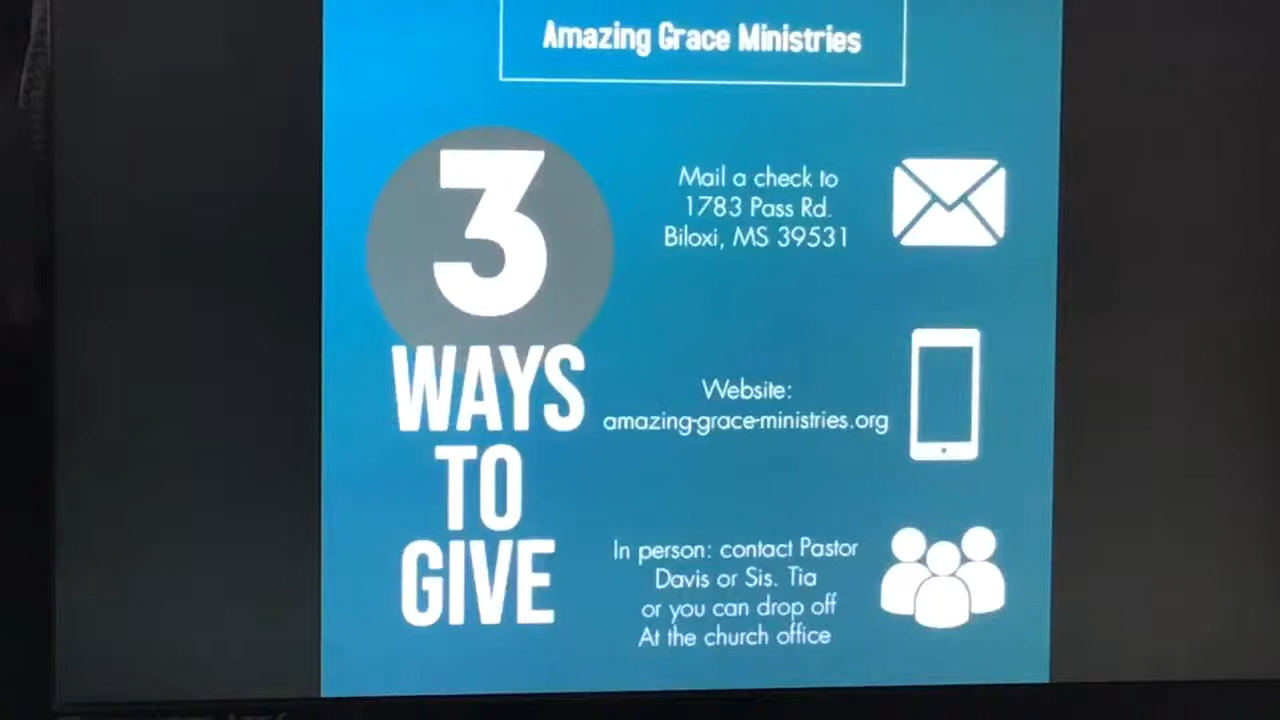 Amazing Grace Ministries
3
WAYS
TO
GIVE
Mail a check to
1783 Pass Rd.
Biloxi, MS 39531
Website:
amazing-grace-ministries.org
In person: contact Pastor
Davis or Sis. Tia
or you can drop off
At the church office